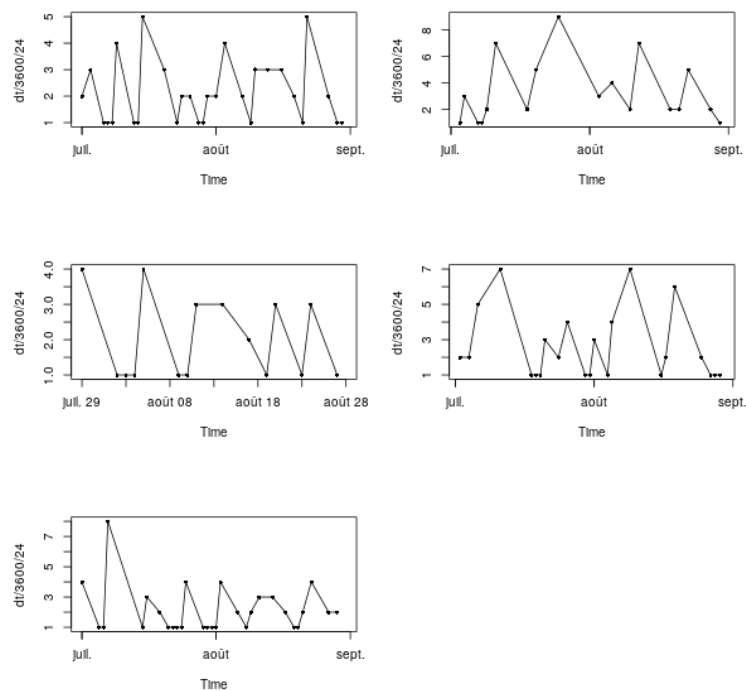 dt/3600/24
5
4
3
2
1
juil. août sept.
Time
dt/3600/24
8
6
4
2
juil. août sept.
Time
dt/3600/24
4.0
3.0
2.0
1.0
juil. 29 août 08 août 18 août 28
Time
dt/3600/24
7
5
3
1
juil. août sept.
Time
dt/3600/24
7
5
3
1
juil. août sept.
Time